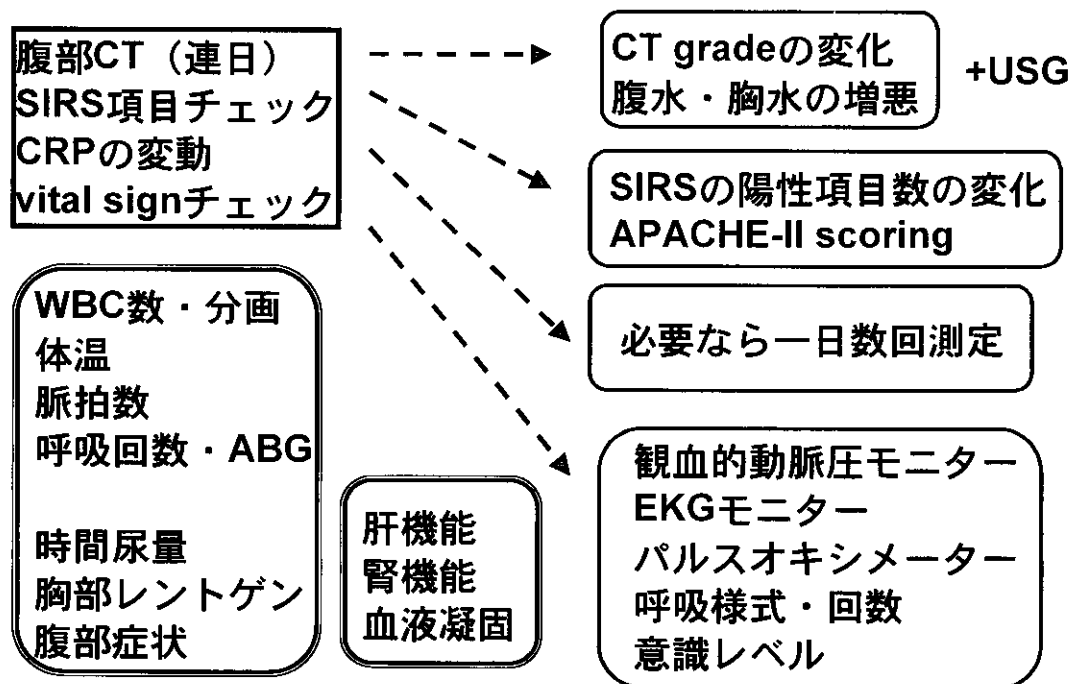 腹部CT（連日）
SIRS項目チェック
CRPの変動
vital signチェック
CT gradeの変化
腹水・胸水の増悪
+USG
SIRSの陽性項目数の変化
APACHE-II scoring
必要なら一日数回測定
観血的動脈圧モニター
EKGモニター
パルスオキシメーター
呼吸様式・回数
意識レベル
WBC数・分画
体温
脈拍数
呼吸回数・ABG
時間尿量
胸部レントゲン
腹部症状
肝機能
腎機能
血液凝固